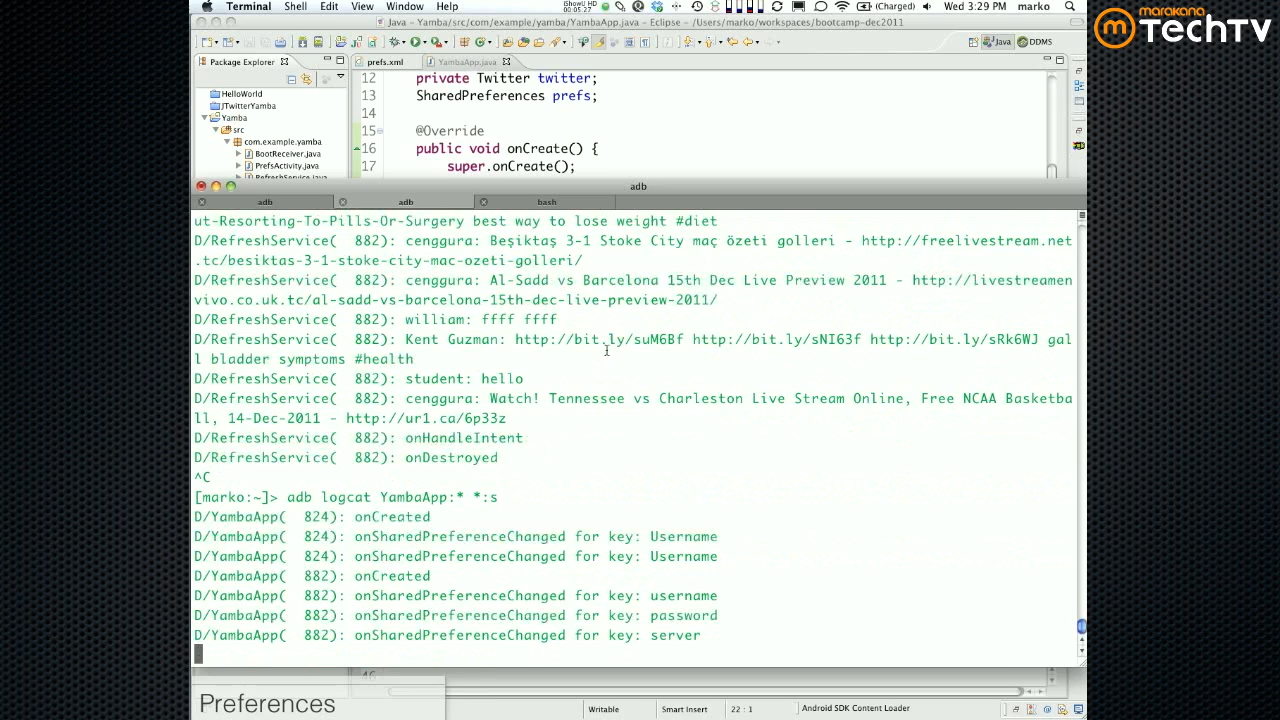 Terminal Shell Edit View Window Help
iShowU HD
00:05:27
(Charged) Wed 3:29 PM marko
marakana
TechTV
Java – Yamba/src/com/example/yamba/YambaApp.java – Eclipse – /Users/marko/workspaces/bootcamp-dec2011
Java DDMS
Package Explorer
prefs.xml YambaApp.java
HelloWorld
JTwitterYamba
Yamba
src
com.example.yamba
BootReceiver.java
PrefsActivity.java
RefreshService.java
12 private Twitter twitter;
13 SharedPreferences prefs;
14
15 @Override
16 public void onCreate() {
17 super.onCreate();
adb
adb adb bash
ut-Resorting-To-Pills-Or-Surgery best way to lose weight #diet
D/RefreshService( 882): cenggura: Beşiktaş 3-1 Stoke City maç özeti golleri - http://freelivestream.net
.tc/besiktas-3-1-stoke-city-mac-ozeti-golleri/
D/RefreshService( 882): cenggura: Al-Sadd vs Barcelona 15th Dec Live Preview 2011 - http://livestreamen
vivo.co.uk.tc/al-sadd-vs-barcelona-15th-dec-live-preview-2011/
D/RefreshService( 882): william: ffff ffff
D/RefreshService( 882): Kent Guzman: http://bit.ly/suM6Bf http://bit.ly/sNI63f http://bit.ly/sRk6WJ gal
l bladder symptoms #health
D/RefreshService( 882): student: hello
D/RefreshService( 882): cenggura: Watch! Tennessee vs Charleston Live Stream Online, Free NCAA Basketba
ll, 14-Dec-2011 - http://ur1.ca/6p33z
D/RefreshService( 882): onHandleIntent
D/RefreshService( 882): onDestroyed
^C
[marko:~]> adb logcat YambaApp:* *:s
D/YambaApp( 824): onCreated
D/YambaApp( 824): onSharedPreferenceChanged for key: Username
D/YambaApp( 824): onSharedPreferenceChanged for key: Username
D/YambaApp( 882): onCreated
D/YambaApp( 882): onSharedPreferenceChanged for key: username
D/YambaApp( 882): onSharedPreferenceChanged for key: password
D/YambaApp( 882): onSharedPreferenceChanged for key: server
46
Preferences
Writable Smart Insert 22 : 1 Android SDK Content Loader